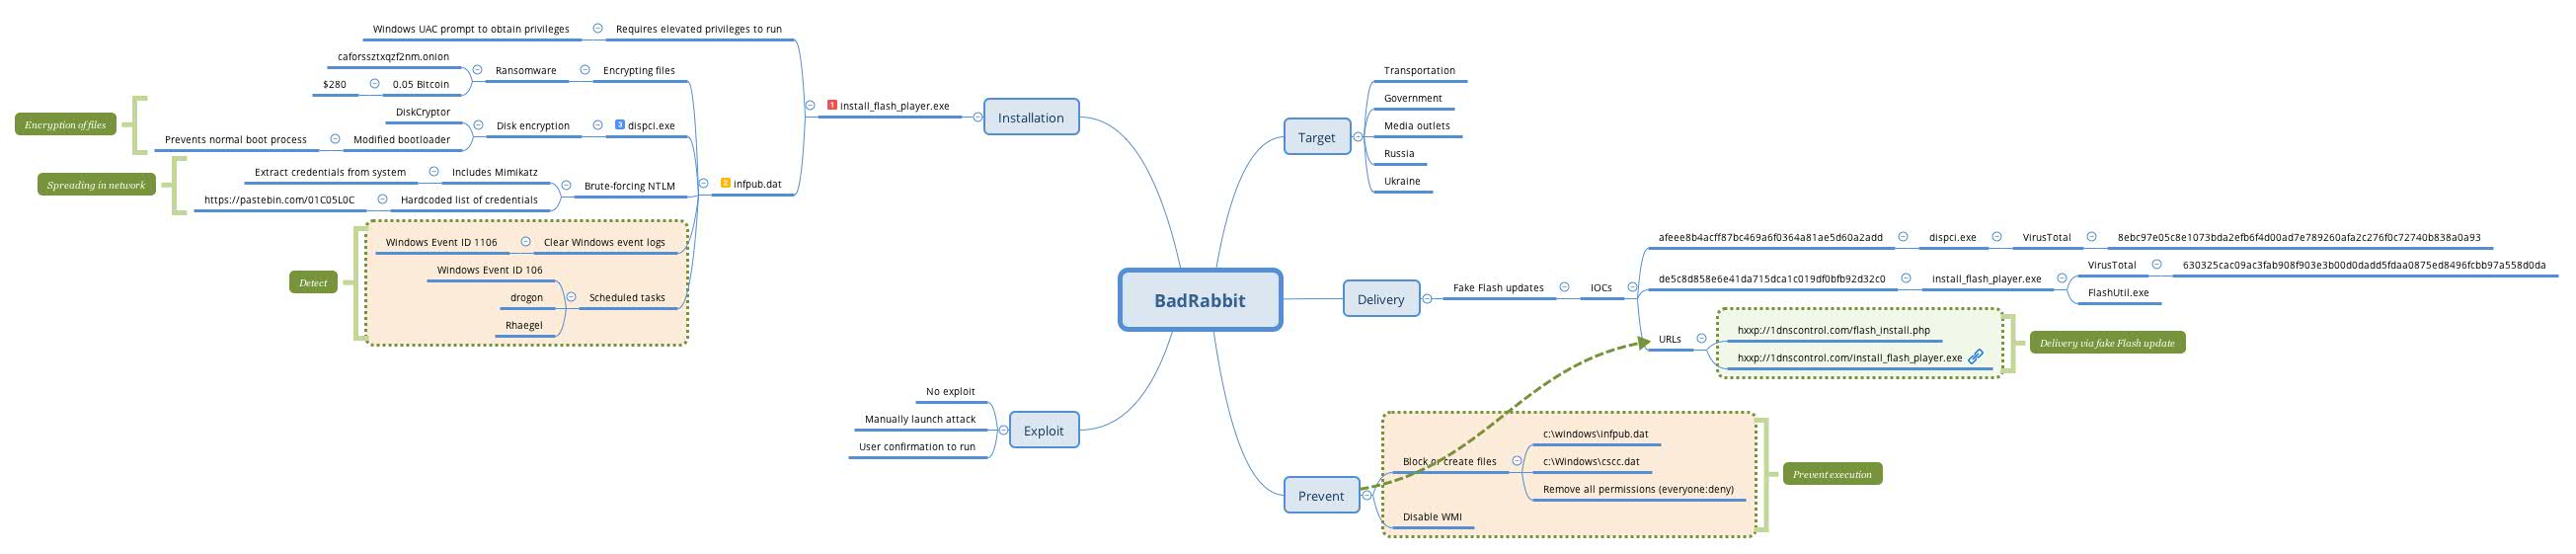 BadRabbit
Installation
install_flash_player.exe
1
Requires elevated privileges to run
Windows UAC prompt to obtain privileges
2
infpub.dat
Encrypting files
Ransomware
caforssztxqzf2nm.onion
0.05 Bitcoin
$280
3
dispci.exe
Disk encryption
DiskCryptor
Modified bootloader
Prevents normal boot process
Encryption of files
Brute-forcing NTLM
Includes Mimikatz
Extract credentials from system
Hardcoded list of credentials
https://pastebin.com/01C05L0C
Spreading in network
Clear Windows event logs
Windows Event ID 1106
Scheduled tasks
Windows Event ID 106
drogon
Rhaegel
Detect
Exploit
No exploit
Manually launch attack
User confirmation to run
Target
Transportation
Government
Media outlets
Russia
Ukraine
Delivery
Fake Flash updates
IOCs
afeee8b4acff87bc469a6f0364a81ae5d60a2add
dispci.exe
VirusTotal
8ebc97e05c8e1073bda2efb6f4d00ad7e789260afa2c276f0c72740b838a0a93
de5c8d858e6e41da715dca1c019df0bfb92d32c0
install_flash_player.exe
VirusTotal
630325cac09ac3fab908f903e3b00d0dadd5fdaa0875ed8496fcbb97a558d0da
FlashUtil.exe
URLs
hxxp://1dnscontrol.com/flash_install.php
hxxp://1dnscontrol.com/install_flash_player.exe
Delivery via fake Flash update
Prevent
Block or create files
c:\windows\infpub.dat
c:\Windows\cscc.dat
Remove all permissions (everyone:deny)
Disable WMI
Prevent execution